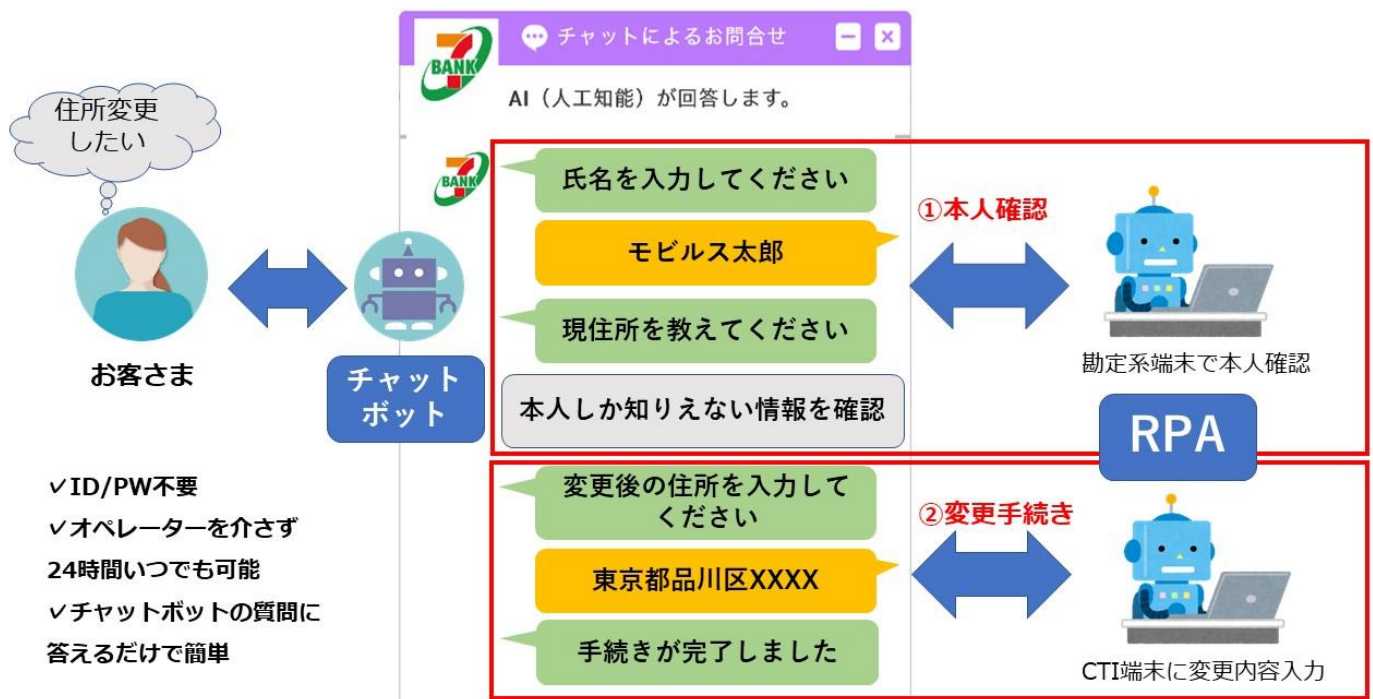 7
BANK
チャットによるお問合せ
AI（人工知能）が回答します。
住所変更
したい
お客さま
チャット
ボット
✓ID/PW不要
✓オペレーターを介さず
24時間いつでも可能
✓チャットボットの質問に
答えるだけで簡単
7
BANK
氏名を入力してください
モビルス太郎
現住所を教えてください
本人しか知りえない情報を確認
①本人確認
勘定系端末で本人確認
RPA
変更後の住所を入力して
ください
東京都品川区XXXX
手続きが完了しました
②変更手続き
CTI端末に変更内容入力